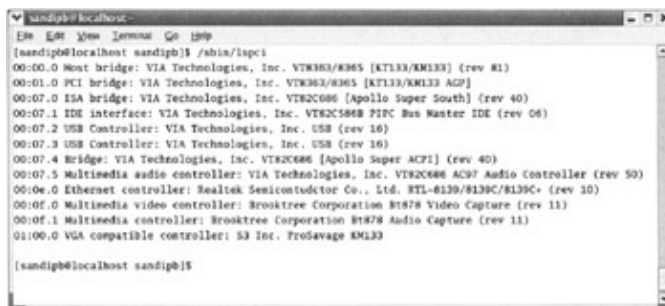 sandipb@localhost:~
File Edit View Terminal Go Help
[sandipb@localhost sandipb]$ /sbin/lspci
00:00.0 Host bridge: VIA Technologies, Inc. VT8363/8365 [KT133/KM133] (rev 81)
00:01.0 PCI bridge: VIA Technologies, Inc. VT8363/8365 [KT133/KM133 AGP]
00:07.0 ISA bridge: VIA Technologies, Inc. VT82C686 [Apollo Super South] (rev 40)
00:07.1 IDE interface: VIA Technologies, Inc. VT82C586B PIPC Bus Master IDE (rev 06)
00:07.2 USB Controller: VIA Technologies, Inc. USB (rev 16)
00:07.3 USB Controller: VIA Technologies, Inc. USB (rev 16)
00:07.4 Bridge: VIA Technologies, Inc. VT82C686 [Apollo Super ACPI] (rev 40)
00:07.5 Multimedia audio controller: VIA Technologies, Inc. VT82C686 AC97 Audio Controller (rev 50)
00:0e.0 Ethernet controller: Realtek Semiconductor Co., Ltd. RTL-8139/8139C/8139C+ (rev 10)
00:0f.0 Multimedia video controller: Brooktree Corporation Bt878 Video Capture (rev 11)
00:0f.1 Multimedia controller: Brooktree Corporation Bt878 Audio Capture (rev 11)
01:00.0 VGA compatible controller: S3 Inc. ProSavage KM133
[sandipb@localhost sandipb]$